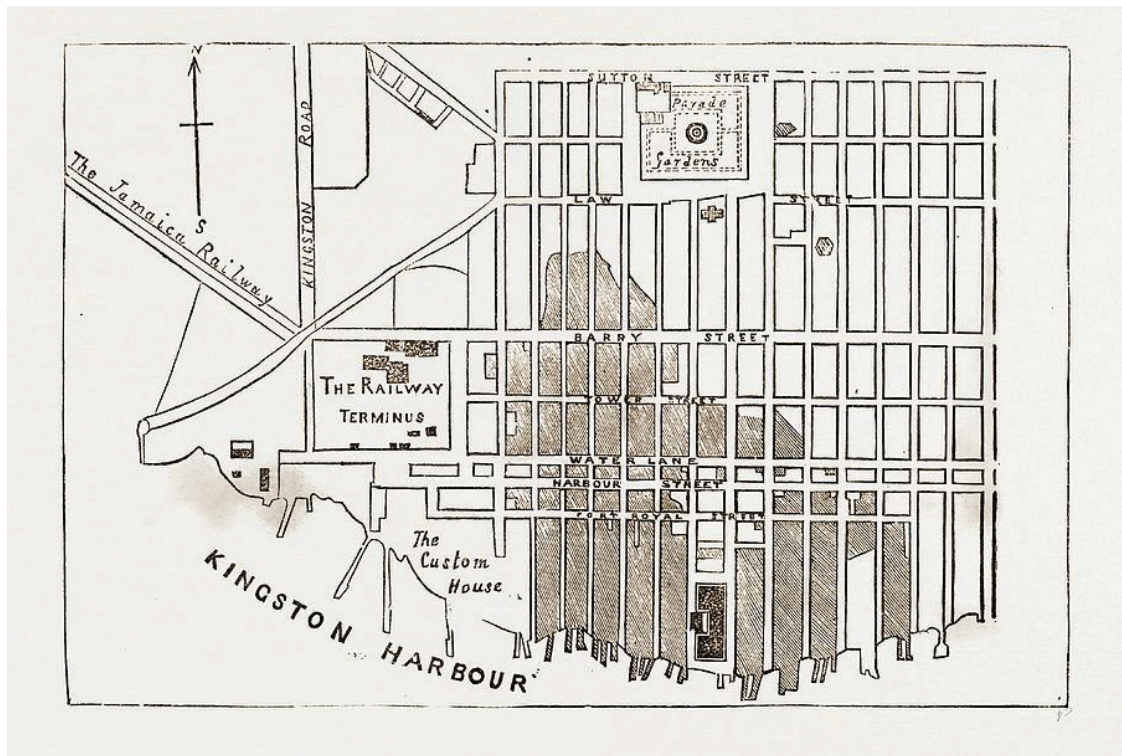 N
SUTTON STREET
KINGSTON ROAD
Parade
Gardens
The Jamaica Railway
S
LAW STREET
BARRY STREET
THE RAILWAY
TERMINUS
TOWER STREET
WATER LANE
HARBOUR STREET
PORT ROYAL STREET
The
Custom
House
KINGSTON HARBOUR